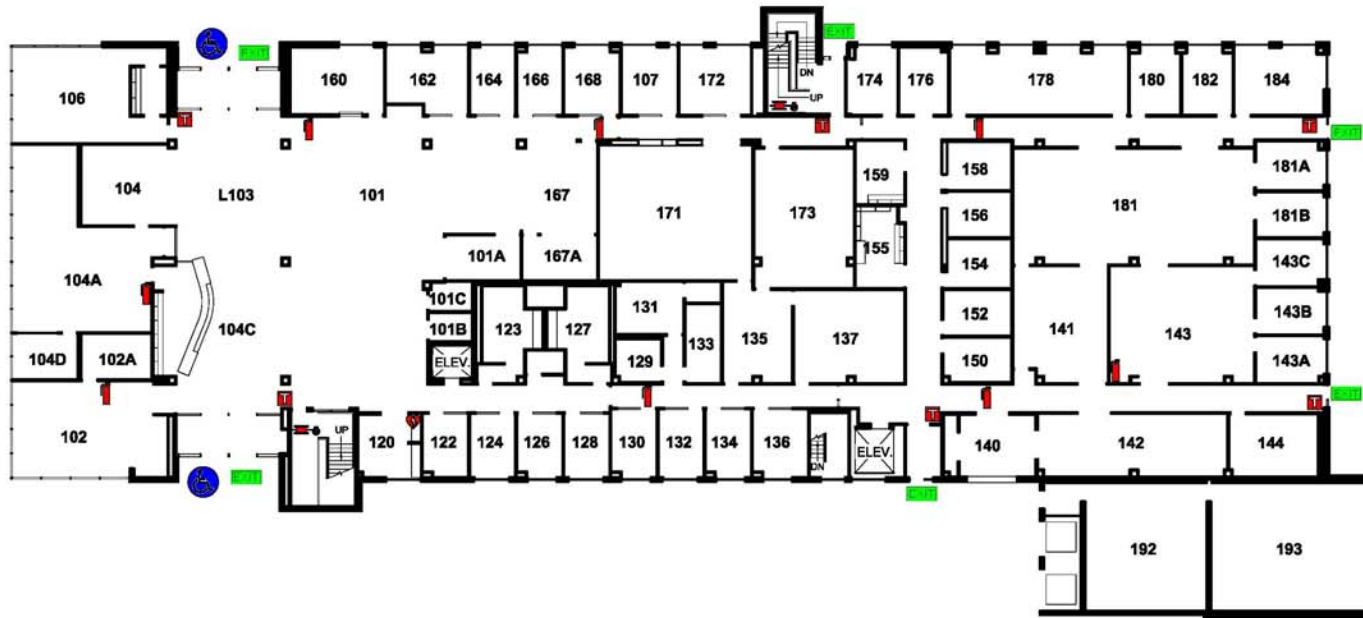 EXIT
EXIT
160
162
164
166
168
107
172
DN
UP
174
176
178
180
182
184
106
T
T
T
EXIT
104
L103
101
167
171
173
159
158
181
181A
156
181B
155
101A
167A
154
143C
104A
101C
131
104C
101B
123
127
133
135
137
152
141
143
143B
104D
102A
ELEV.
129
150
143A
EXIT
T
T
T
102
UP
120
122
124
126
128
130
132
134
136
DN
ELEV.
140
142
144
EXIT
EXIT
192
193